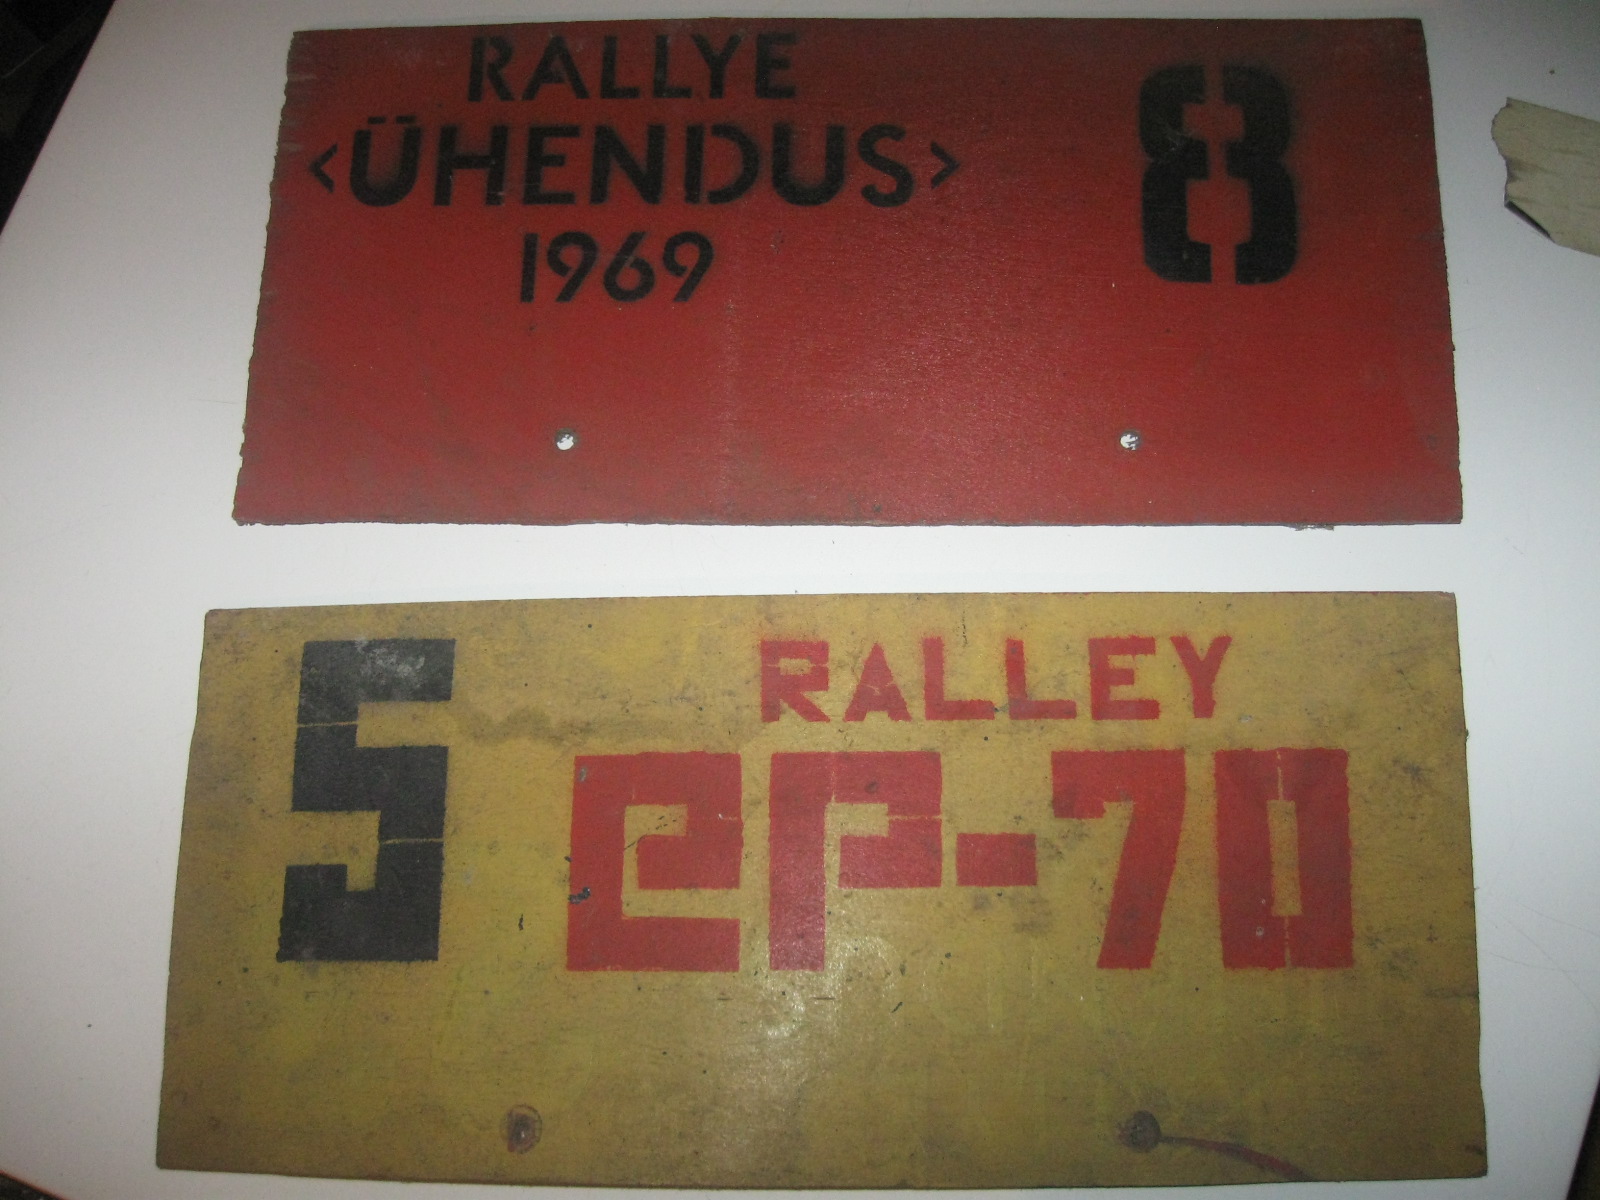 RALLYE
<ÜHENDUS>
1969
8
5
RALLEY
eP-70